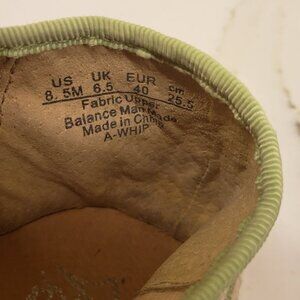 US UK EUR cm
8.5M 6.5 40 25.5
Fabric Upper
Balance Man Made
Made in China
A-WHIP